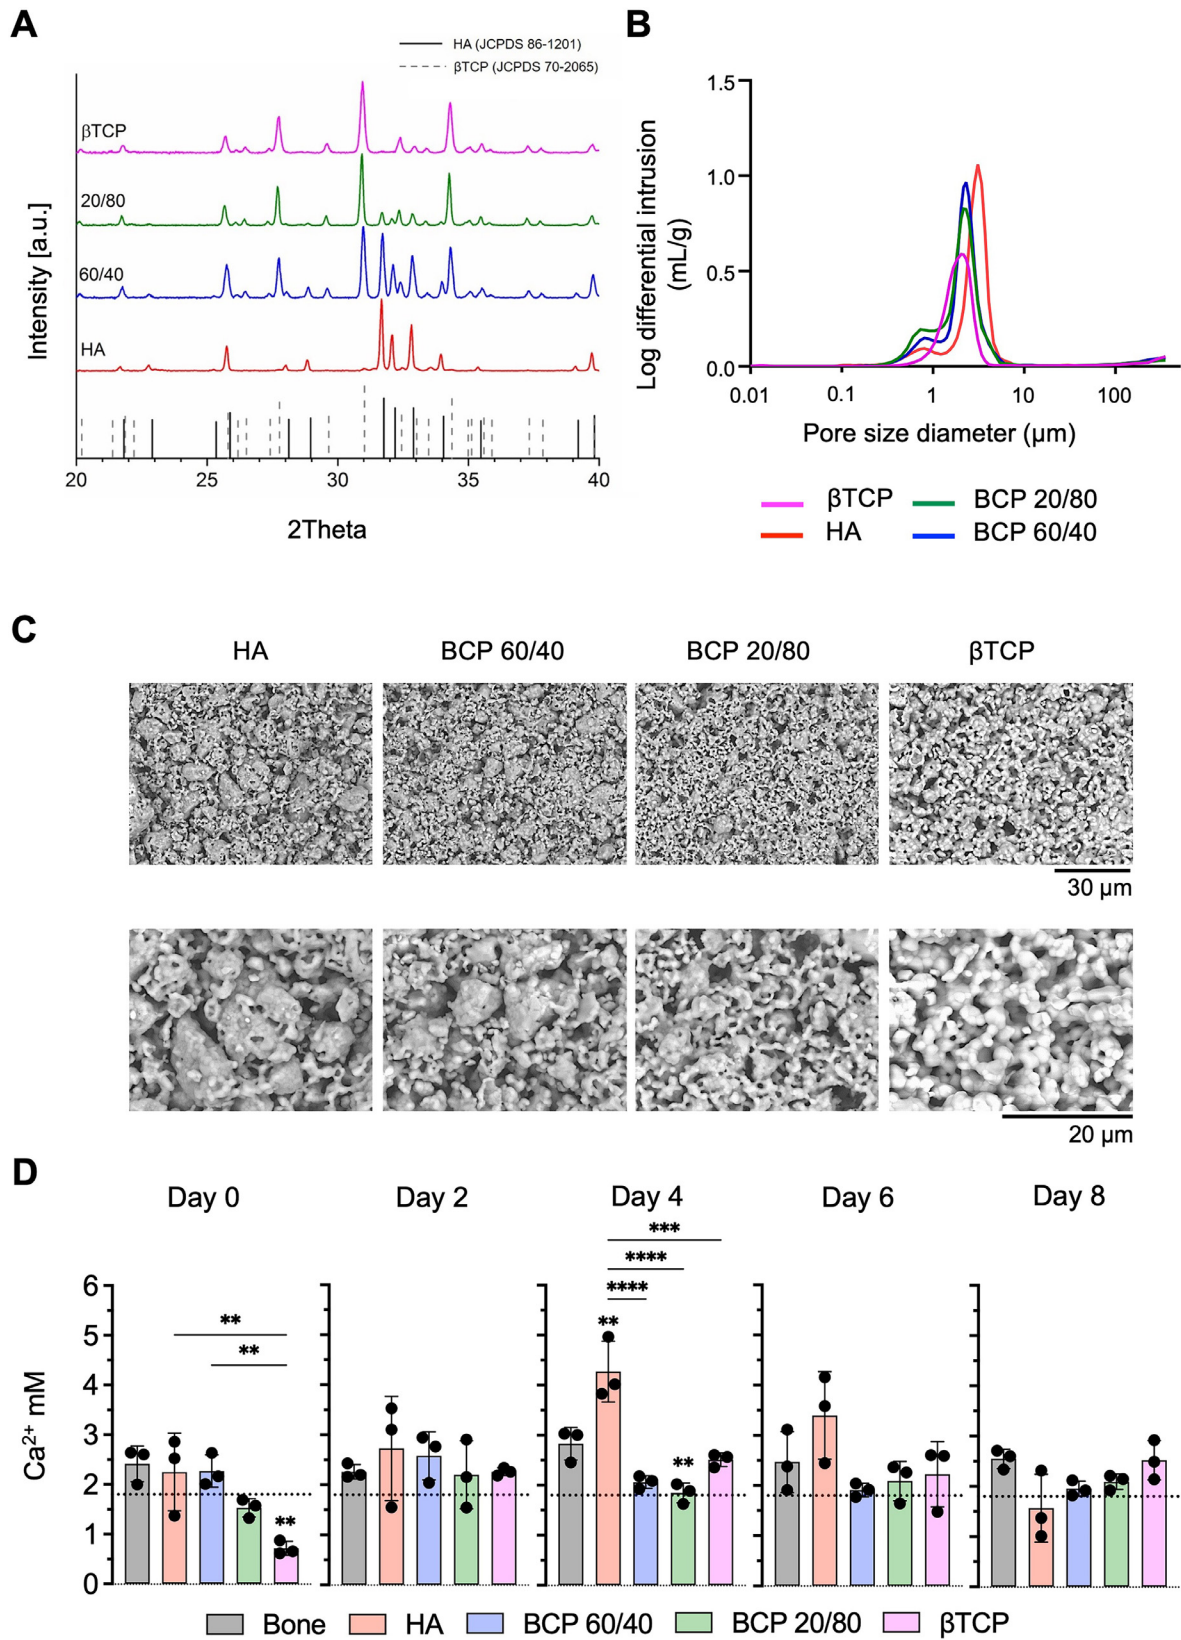 A
HA (JCPDS 86-1201)
βTCP (JCPDS 70-2065)
βTCP
20/80
60/40
HA
Intensity [a.u.]
20 25 30 35 40
2Theta
B
Log differential intrusion
(mL/g)
1.5
1.0
0.5
0.0
0.01 0.1 1 10 100
Pore size diameter (μm)
βTCP BCP 20/80
HA BCP 60/40
C
HA BCP 60/40 BCP 20/80 βTCP
30 μm
20 μm
D
Day 0 Day 2 Day 4 Day 6 Day 8
***
****
****
**
**
**
**
**
Ca²⁺ mM
6
5
4
3
2
1
0
Bone HA BCP 60/40 BCP 20/80 βTCP